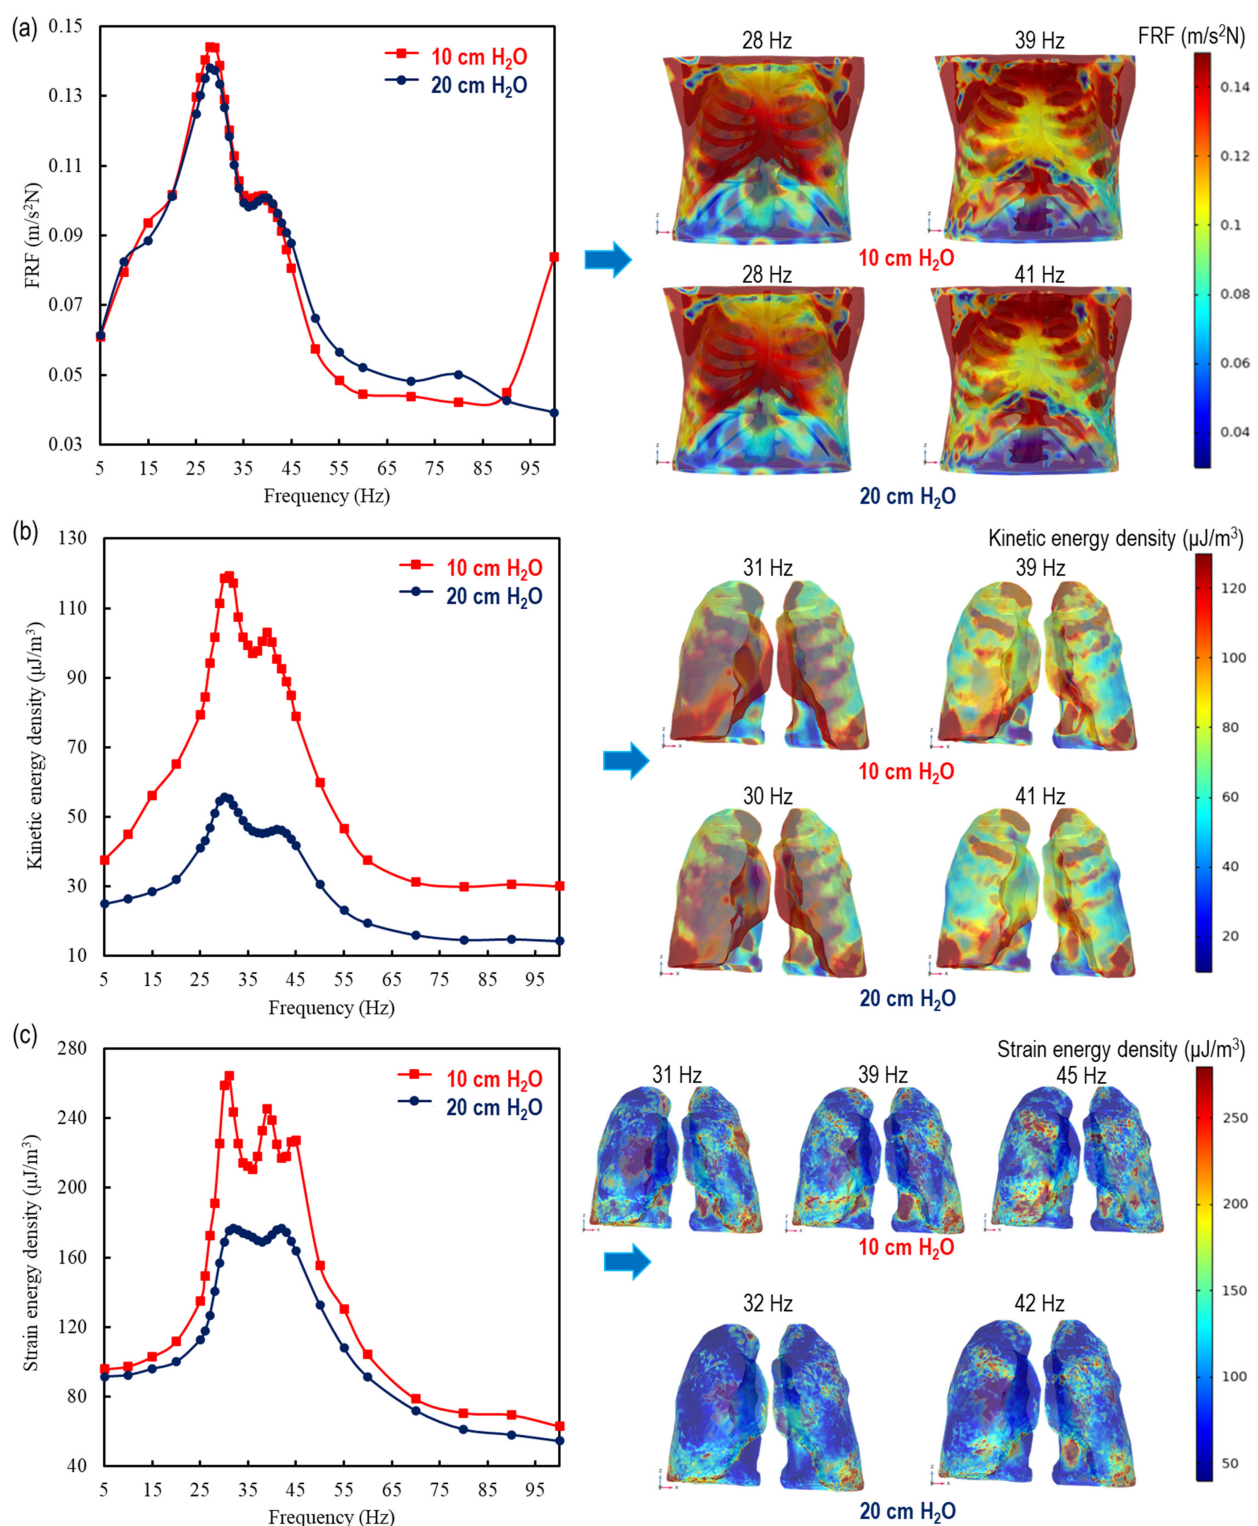 (a)
0.15
0.13
0.11
0.09
0.07
0.05
0.03
FRF (m/s²N)
5 15 25 35 45 55 65 75 85 95
Frequency (Hz)
10 cm H₂O
20 cm H₂O
28 Hz
39 Hz
10 cm H₂O
28 Hz
41 Hz
20 cm H₂O
FRF (m/s²N)
0.14
0.12
0.1
0.08
0.06
0.04
(b)
130
110
90
70
50
30
10
Kinetic energy density (µJ/m³)
5 15 25 35 45 55 65 75 85 95
Frequency (Hz)
10 cm H₂O
20 cm H₂O
Kinetic energy density (µJ/m³)
31 Hz
39 Hz
10 cm H₂O
30 Hz
41 Hz
20 cm H₂O
120
100
80
60
40
20
(c)
280
240
200
160
120
80
40
Strain energy density (µJ/m³)
5 15 25 35 45 55 65 75 85 95
Frequency (Hz)
10 cm H₂O
20 cm H₂O
Strain energy density (µJ/m³)
31 Hz
39 Hz
45 Hz
10 cm H₂O
32 Hz
42 Hz
20 cm H₂O
250
200
150
100
50